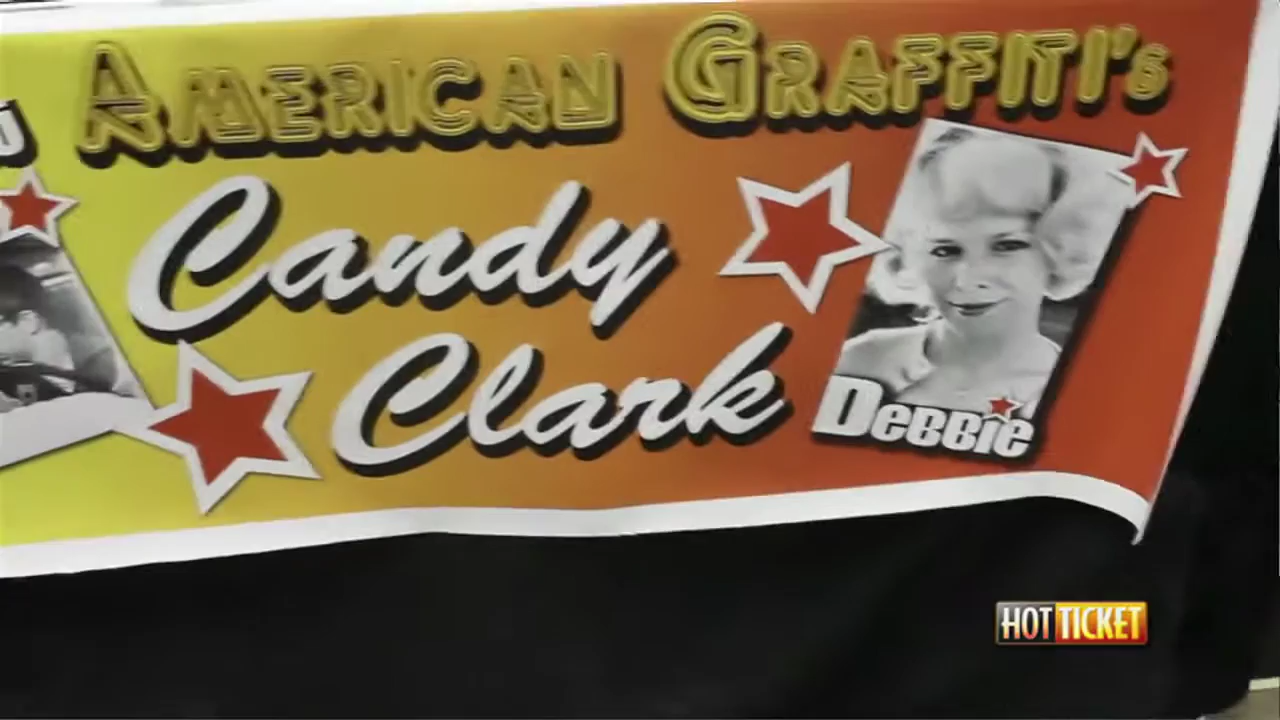 AMERICAN GRAFFITI'S
Candy
Clark
DEBBIE
HOT TICKET